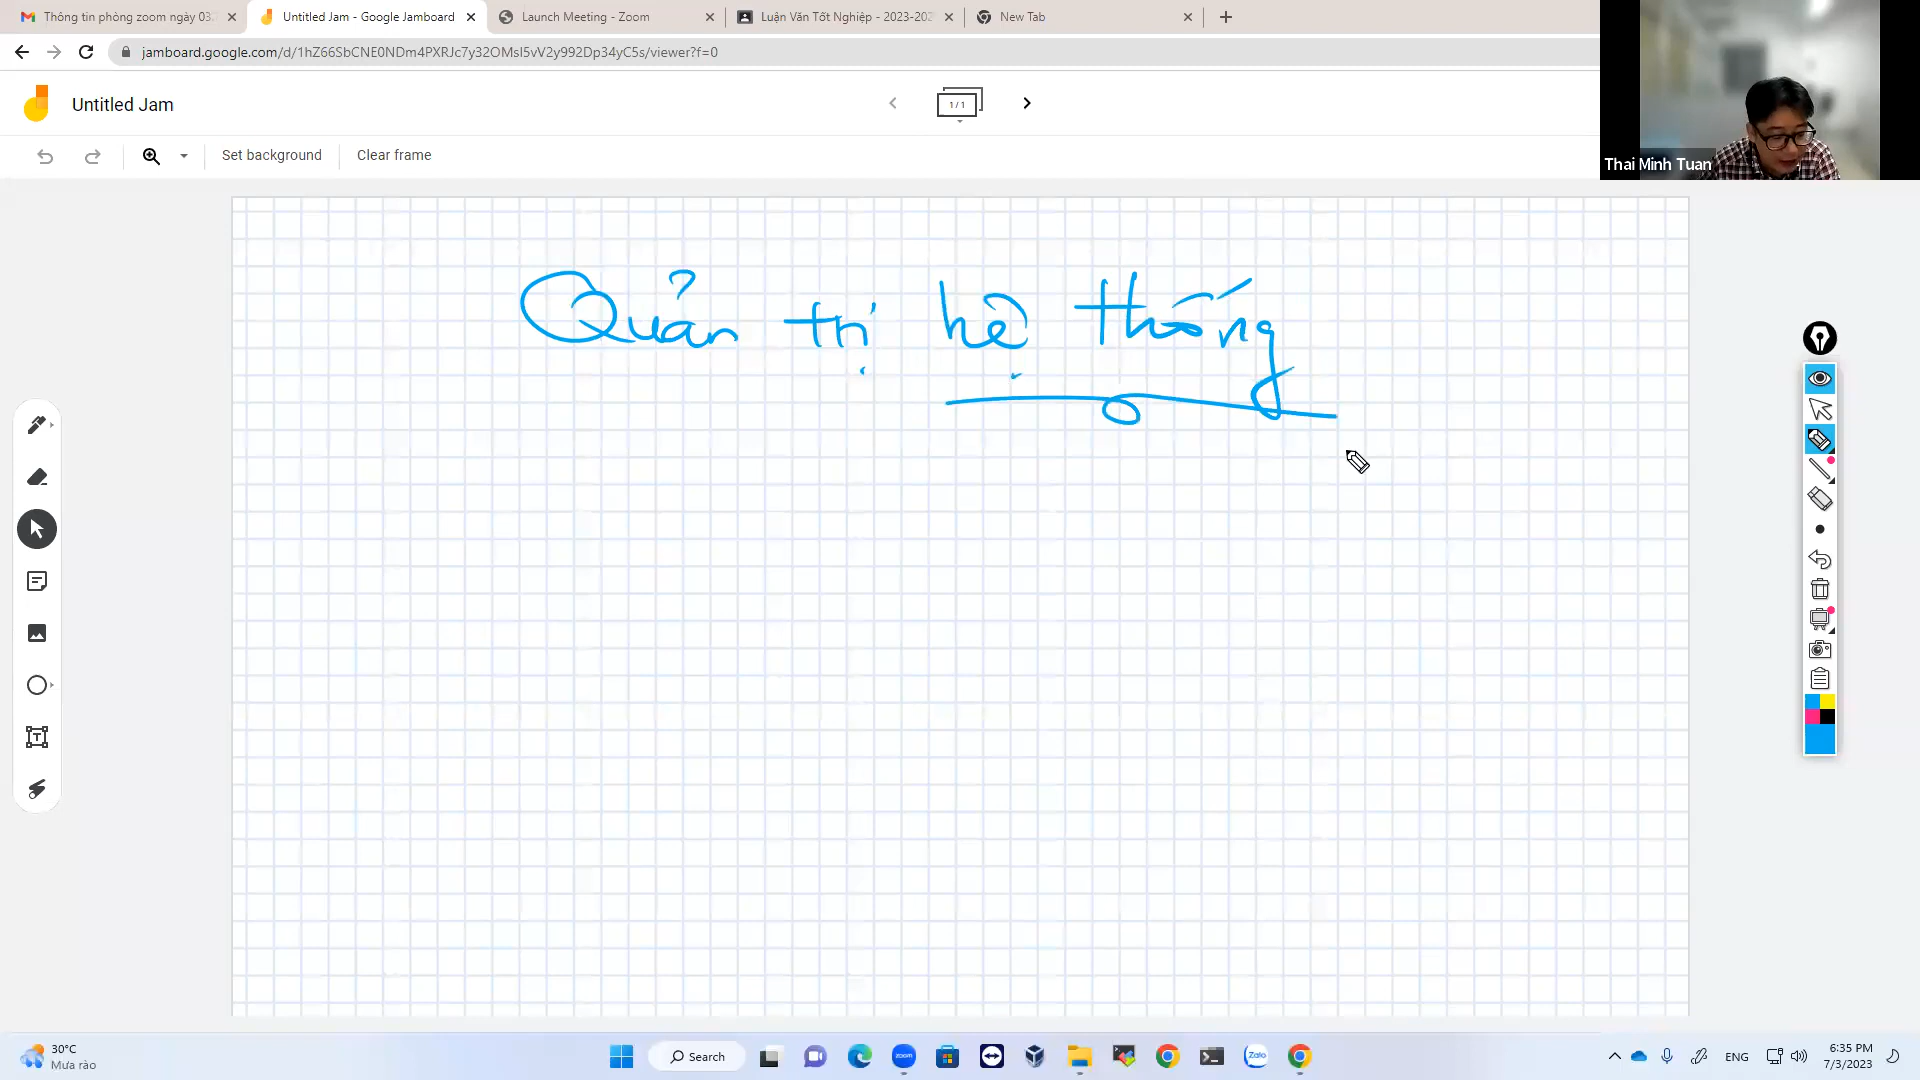 Thông tin phòng zoom ngày 03.
Untitled Jam - Google Jamboard
Launch Meeting - Zoom
Luận Văn Tốt Nghiệp - 2023-202
New Tab
jamboard.google.com/d/1hZ66SbCNE0NDm4PXRJc7y32OMsI5vV2y992Dp34yC5s/viewer?f=0
Untitled Jam
1 / 1
Set background
Clear frame
Thai Minh Tuan
Quản trị hệ thống
30°C
Mưa rào
Search
zoom
Zalo
ENG
6:35 PM
7/3/2023